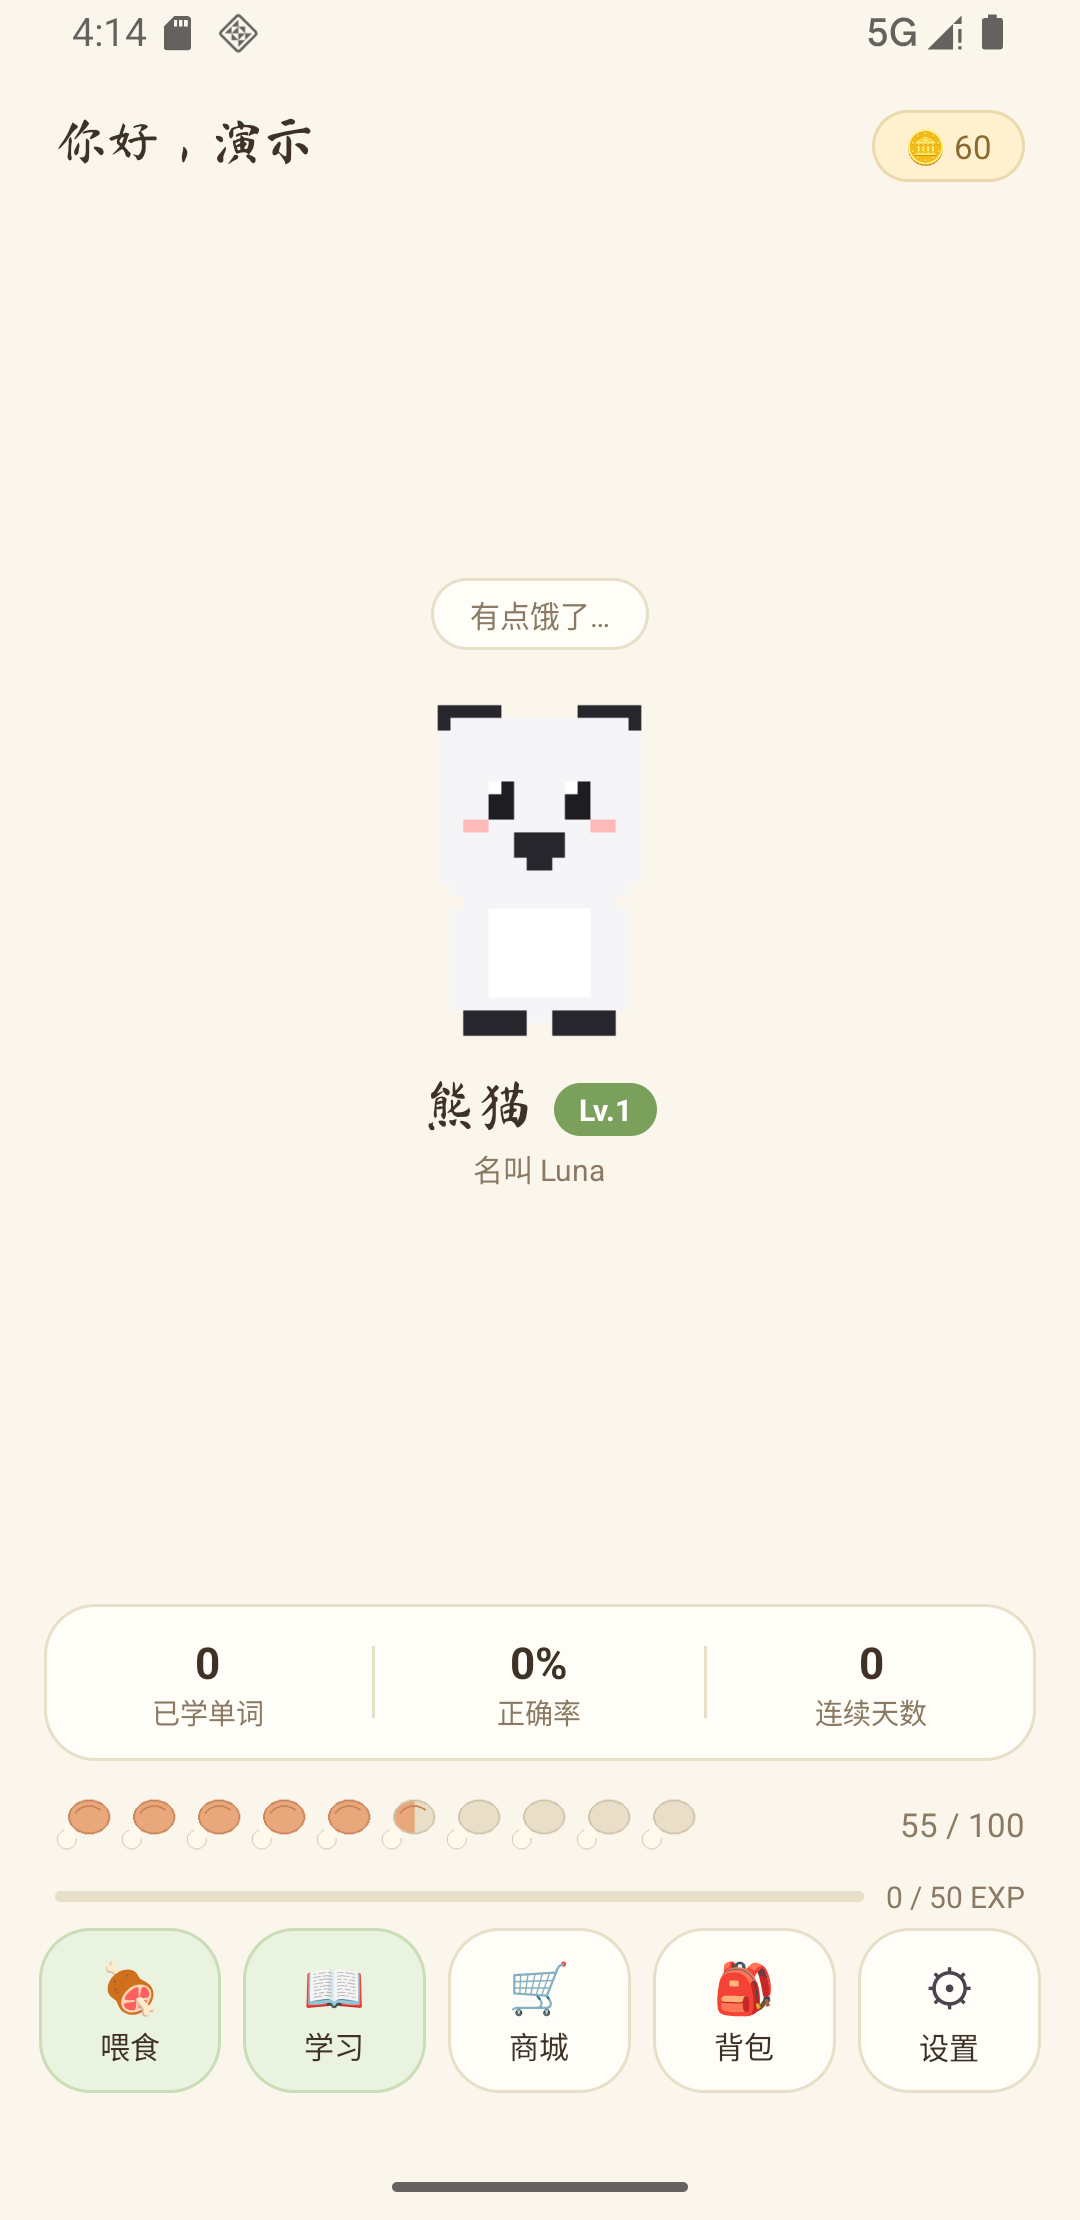 4:14
5G
你好，演示
60
有点饿了...
熊猫 Lv.1
名叫 Luna
0 0% 0
已学单词 正确率 连续天数
55 / 100
0 / 50 EXP
喂食 学习 商城 背包 设置